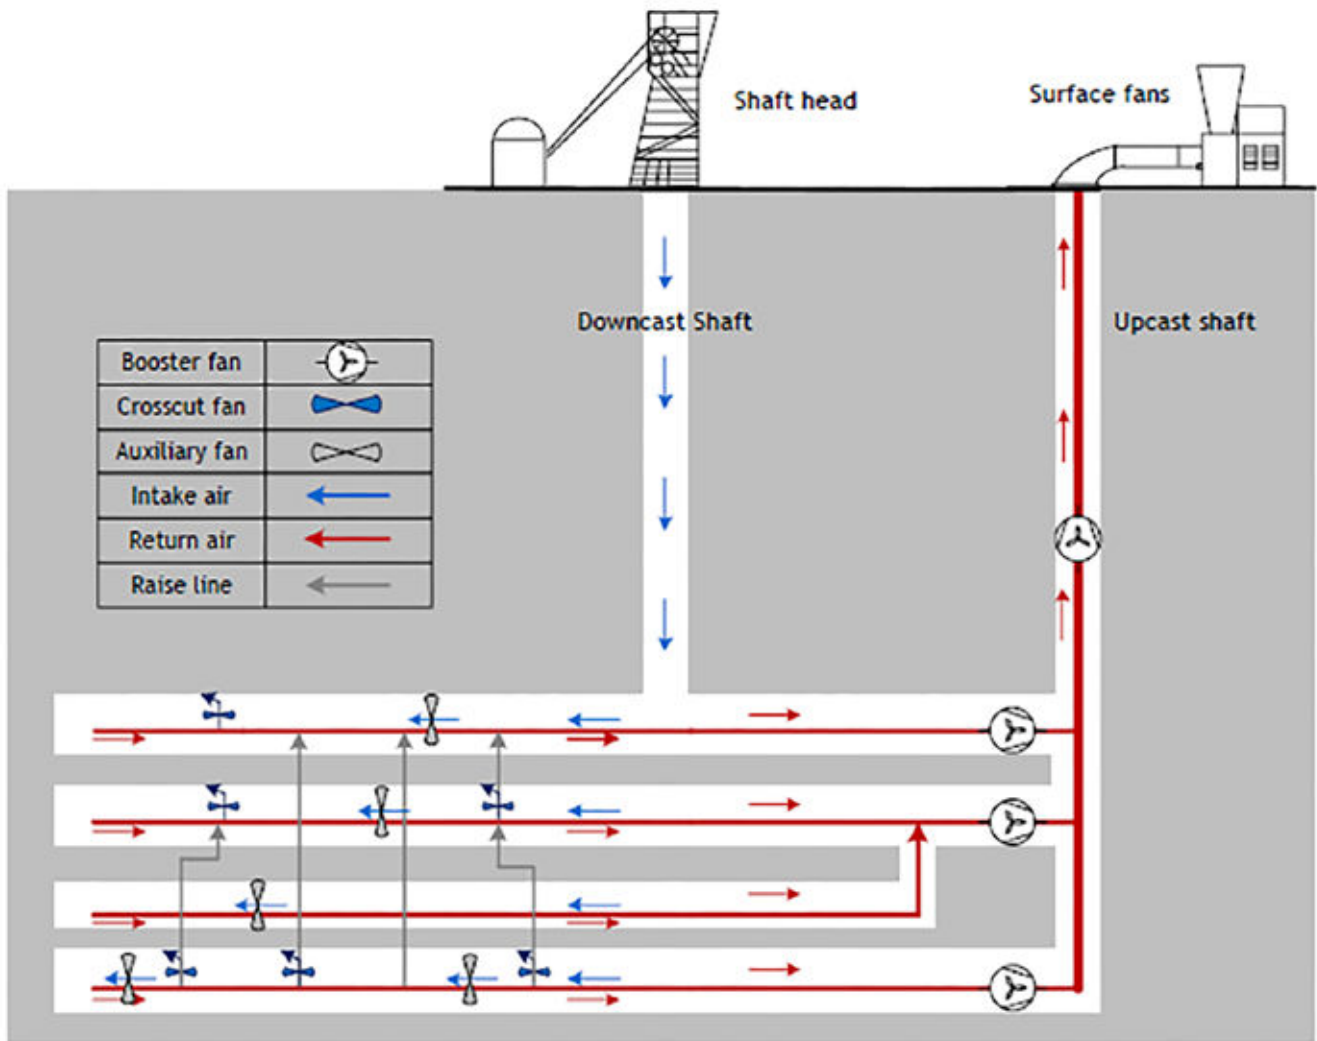 Shaft head
Surface fans
Downcast Shaft
Upcast shaft
Booster fan
Crosscut fan
Auxiliary fan
Intake air
Return air
Raise line